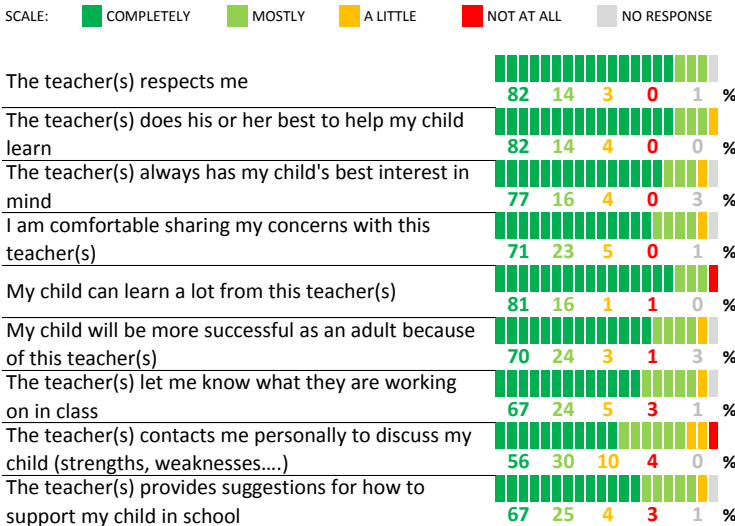 SCALE: COMPLETELY MOSTLY A LITTLE NOT AT ALL NO RESPONSE
The teacher(s) respects me
82 14 3 0 1 %
The teacher(s) does his or her best to help my child
learn
82 14 4 0 0 %
The teacher(s) always has my child's best interest in
mind
77 16 4 0 3 %
I am comfortable sharing my concerns with this
teacher(s)
71 23 5 0 1 %
My child can learn a lot from this teacher(s)
81 16 1 1 0 %
My child will be more successful as an adult because
of this teacher(s)
70 24 3 1 3 %
The teacher(s) let me know what they are working
on in class
67 24 5 3 1 %
The teacher(s) contacts me personally to discuss my
child (strengths, weaknesses....)
56 30 10 4 0 %
The teacher(s) provides suggestions for how to
support my child in school
67 25 4 3 1 %